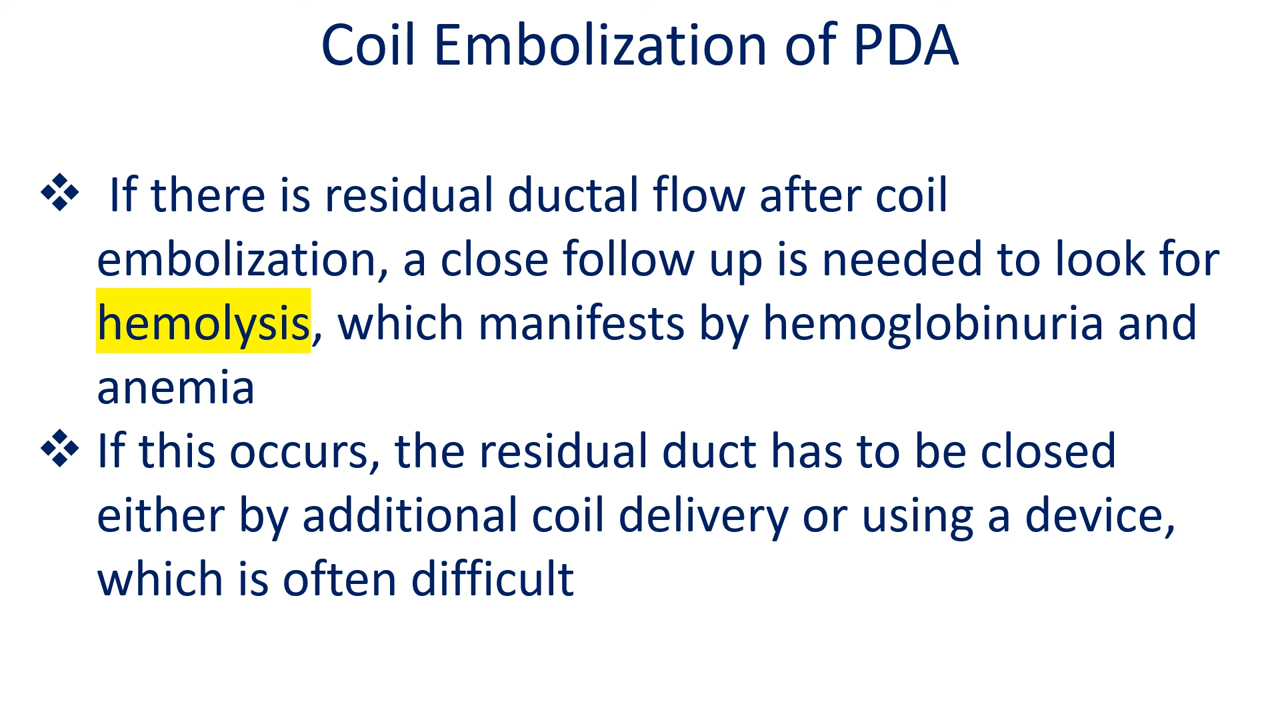 Coil Embolization of PDA
❖ If there is residual ductal flow after coil
embolization, a close follow up is needed to look for
hemolysis, which manifests by hemoglobinuria and
anemia
❖ If this occurs, the residual duct has to be closed
either by additional coil delivery or using a device,
which is often difficult